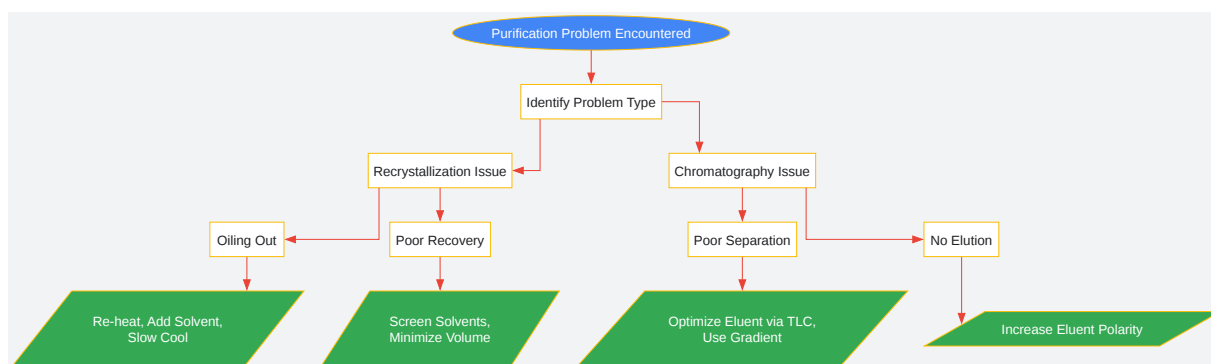 Purification Problem Encountered
Identify Problem Type
Recrystallization Issue
Chromatography Issue
Oiling Out
Poor Recovery
Poor Separation
No Elution
Re-heat, Add Solvent,
Slow Cool
Screen Solvents,
Minimize Volume
Optimize Eluent via TLC,
Use Gradient
Increase Eluent Polarity